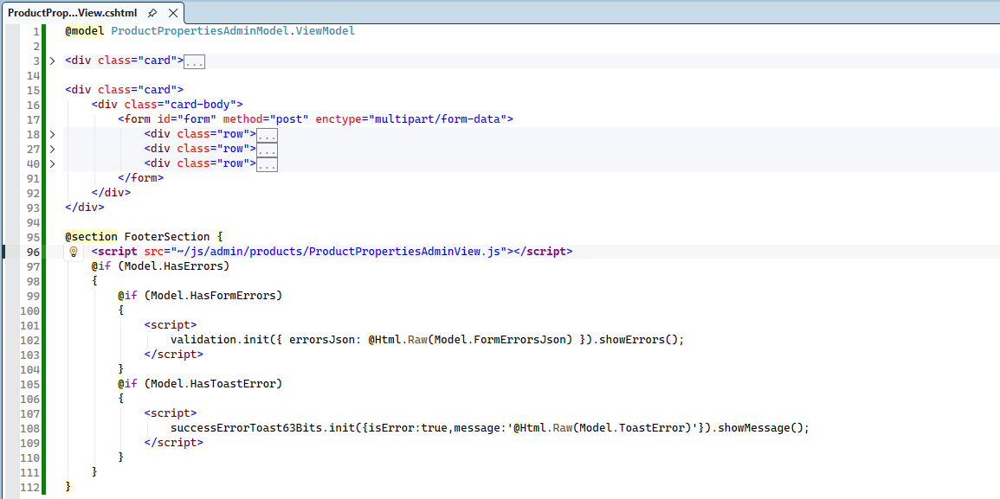 ProductProp...View.cshtml
1 @model ProductPropertiesAdminModel.ViewModel
2
3 <div class="card">...
14
15 <div class="card">
16 <div class="card-body">
17 <form id="form" method="post" enctype="multipart/form-data">
18 <div class="row">...
27 <div class="row">...
40 <div class="row">...
91 </form>
92 </div>
93 </div>
94
95 @section FooterSection {
96 <script src="~/js/admin/products/ProductPropertiesAdminView.js"></script>
97 @if (Model.HasErrors)
98 {
99 @if (Model.HasFormErrors)
100 {
101 <script>
102 validation.init({ errorsJson: @Html.Raw(Model.FormErrorsJson) }).showErrors();
103 </script>
104 }
105 @if (Model.HasToastError)
106 {
107 <script>
108 successErrorToast63Bits.init({isError:true,message:'@Html.Raw(Model.ToastError)'}).showMessage();
109 </script>
110 }
111 }
112 }